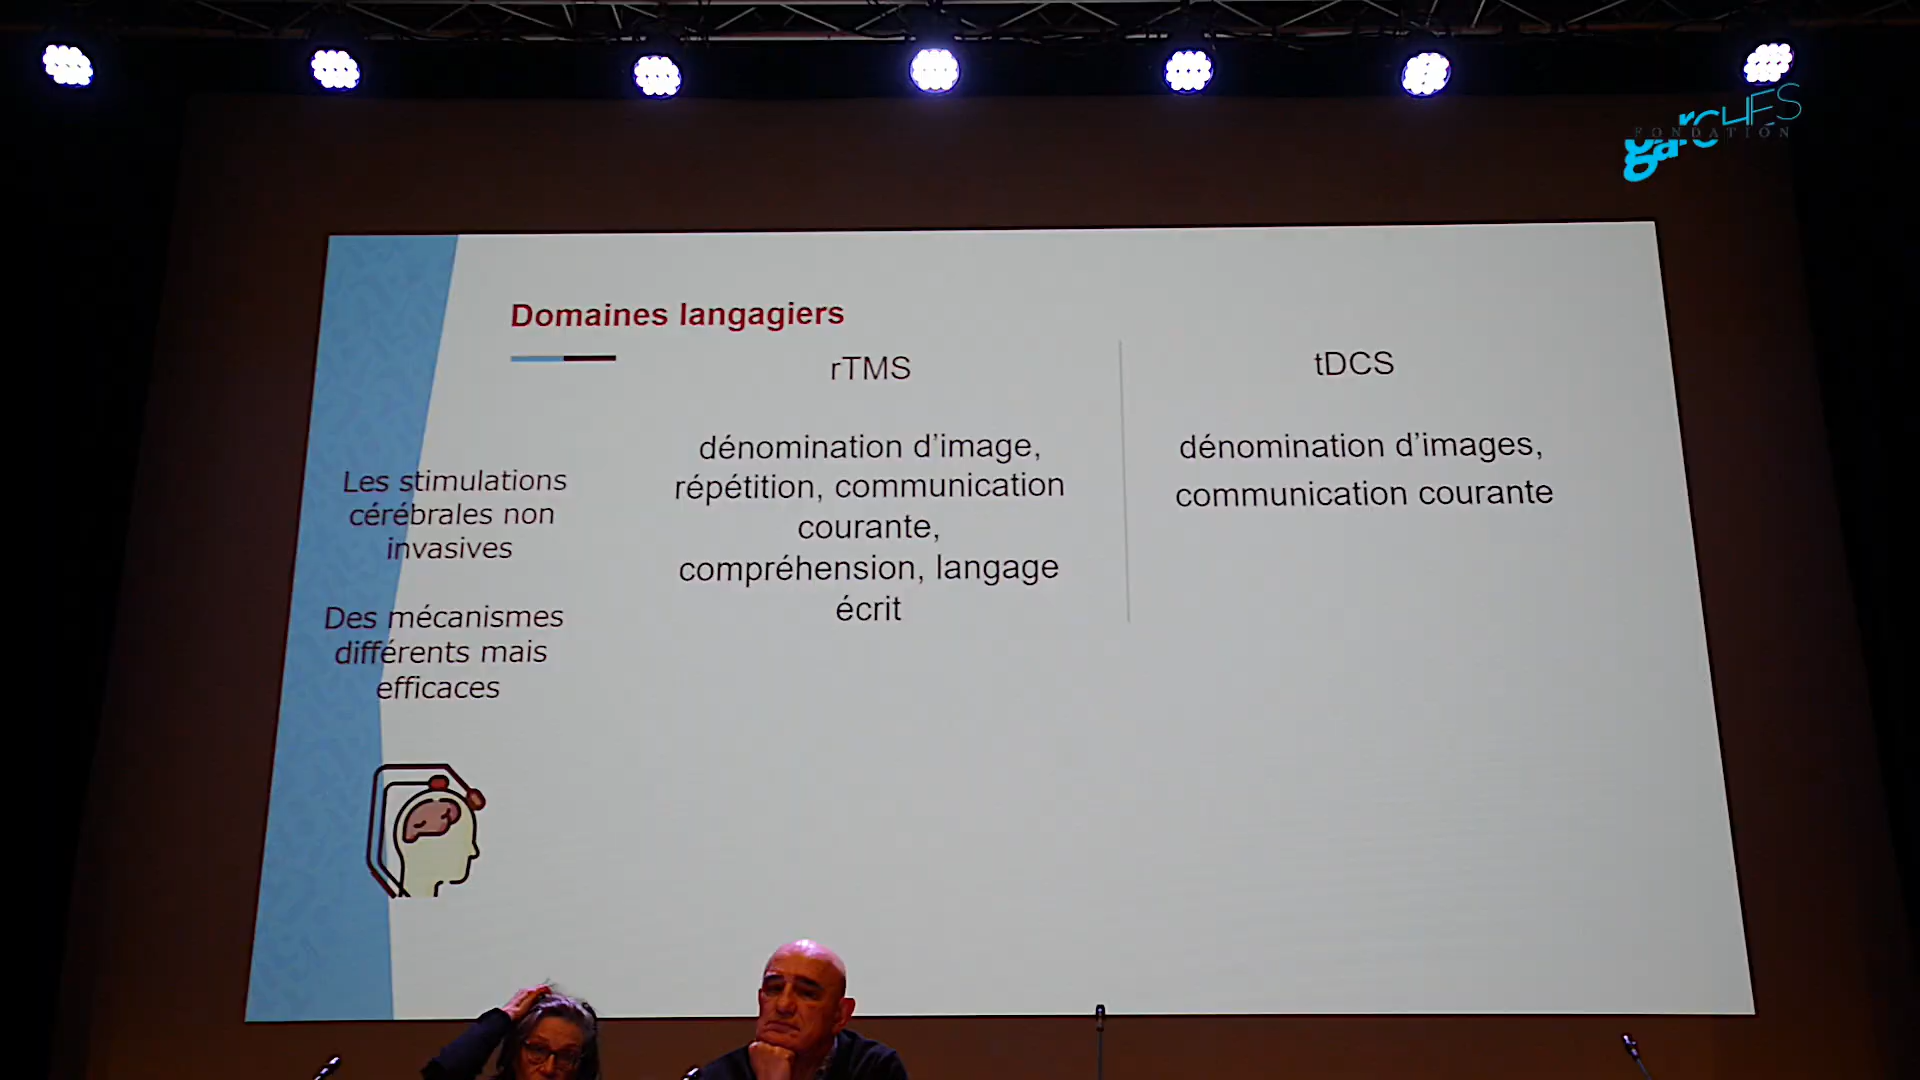 garCHES
FONDATION
Domaines langagiers
rTMS
tDCS
dénomination d'image,
répétition, communication
courante,
compréhension, langage
écrit
dénomination d'images,
communication courante
Les stimulations
cérébrales non
invasives
Des mécanismes
différents mais
efficaces